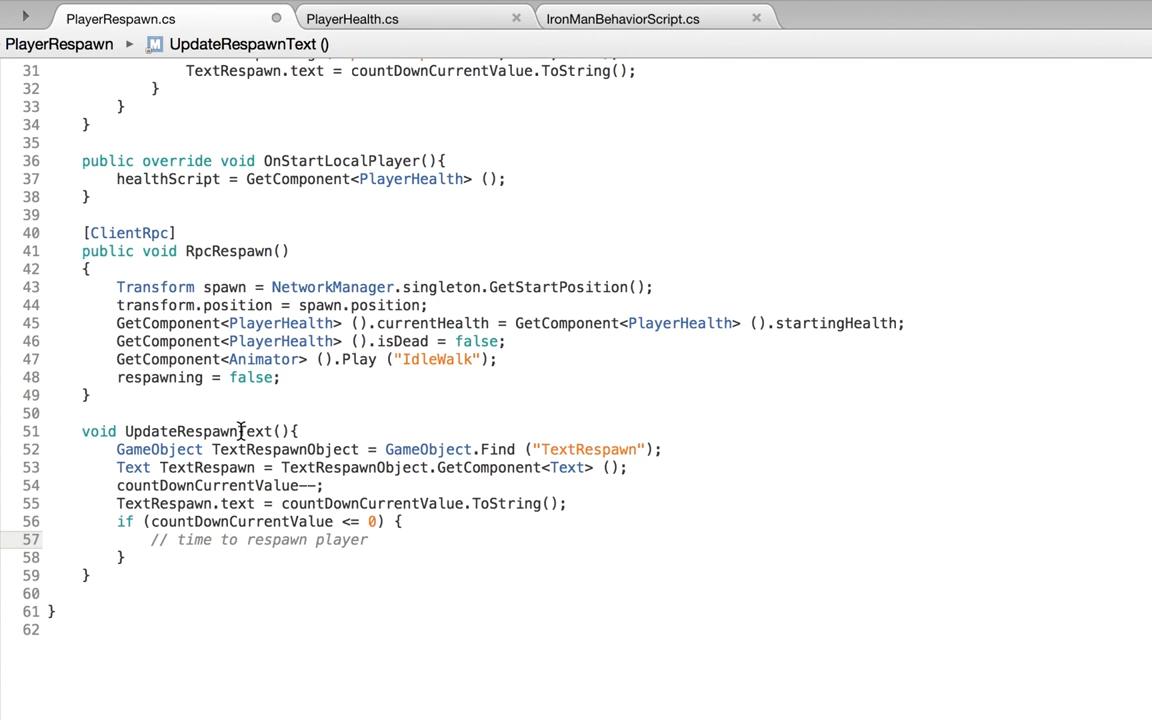 PlayerRespawn.cs
PlayerHealth.cs
IronManBehaviorScript.cs
PlayerRespawn
M UpdateRespawnText ()
31 TextRespawn.text = countDownCurrentValue.ToString();
32 }
33 }
34 }
35
36 public override void OnStartLocalPlayer(){
37 healthScript = GetComponent<PlayerHealth> ();
38 }
39
40 [ClientRpc]
41 public void RpcRespawn()
42 {
43 Transform spawn = NetworkManager.singleton.GetStartPosition();
44 transform.position = spawn.position;
45 GetComponent<PlayerHealth> ().currentHealth = GetComponent<PlayerHealth> ().startingHealth;
46 GetComponent<PlayerHealth> ().isDead = false;
47 GetComponent<Animator> ().Play ("IdleWalk");
48 respawning = false;
49 }
50
51 void UpdateRespawnText(){
52 GameObject TextRespawnObject = GameObject.Find ("TextRespawn");
53 Text TextRespawn = TextRespawnObject.GetComponent<Text> ();
54 countDownCurrentValue--;
55 TextRespawn.text = countDownCurrentValue.ToString();
56 if (countDownCurrentValue <= 0) {
57 // time to respawn player
58 }
59 }
60
61 }
62